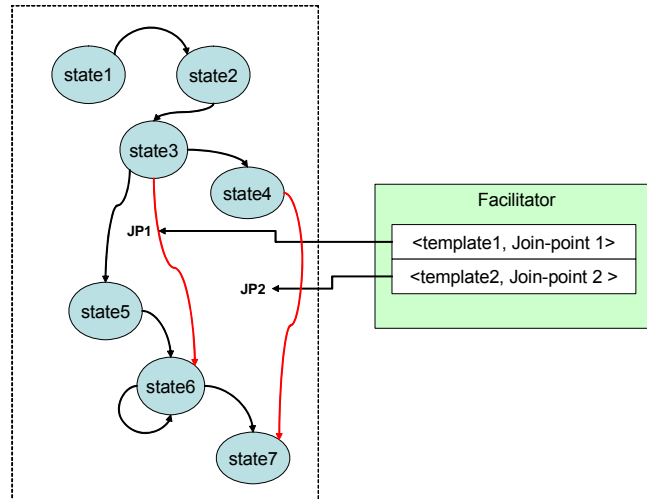 state1
state2
state3
state4
Facilitator
JP1
<template1, Join-point 1>
<template2, Join-point 2 >
JP2
state5
state6
state7